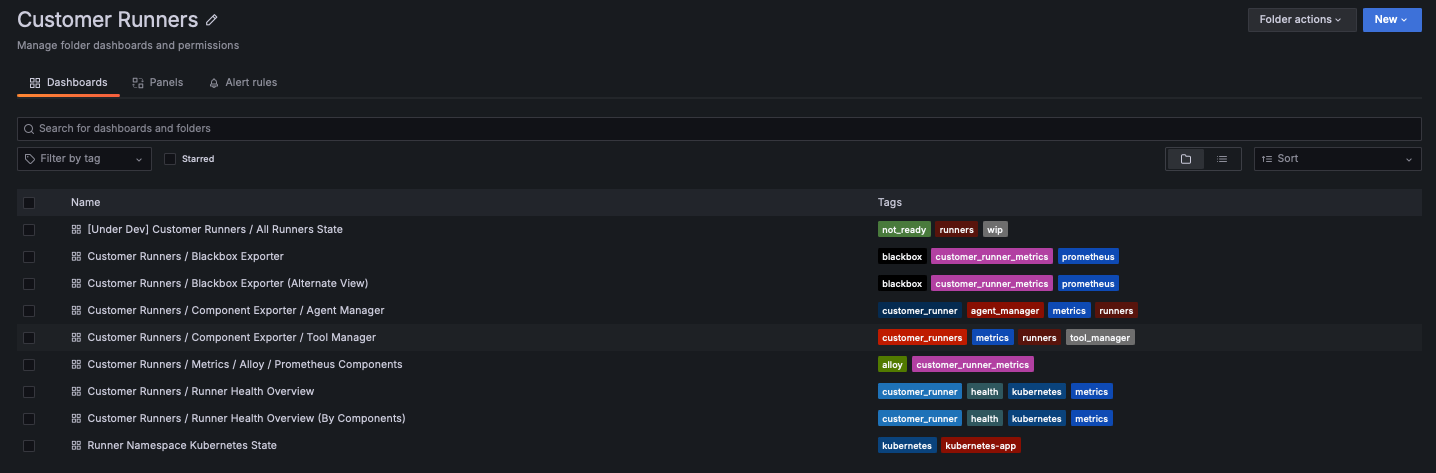 Customer Runners
Folder actions
New
Manage folder dashboards and permissions
Dashboards
Panels
Alert rules
Search for dashboards and folders
Filter by tag
Starred
Sort
Name Tags
[Under Dev] Customer Runners / All Runners State not_ready runners wip
Customer Runners / Blackbox Exporter blackbox customer_runner_metrics prometheus
Customer Runners / Blackbox Exporter (Alternate View) blackbox customer_runner_metrics prometheus
Customer Runners / Component Exporter / Agent Manager customer_runner agent_manager metrics runners
Customer Runners / Component Exporter / Tool Manager customer_runners metrics runners tool_manager
Customer Runners / Metrics / Alloy / Prometheus Components alloy customer_runner_metrics
Customer Runners / Runner Health Overview customer_runner health kubernetes metrics
Customer Runners / Runner Health Overview (By Components) customer_runner health kubernetes metrics
Runner Namespace Kubernetes State kubernetes kubernetes-app